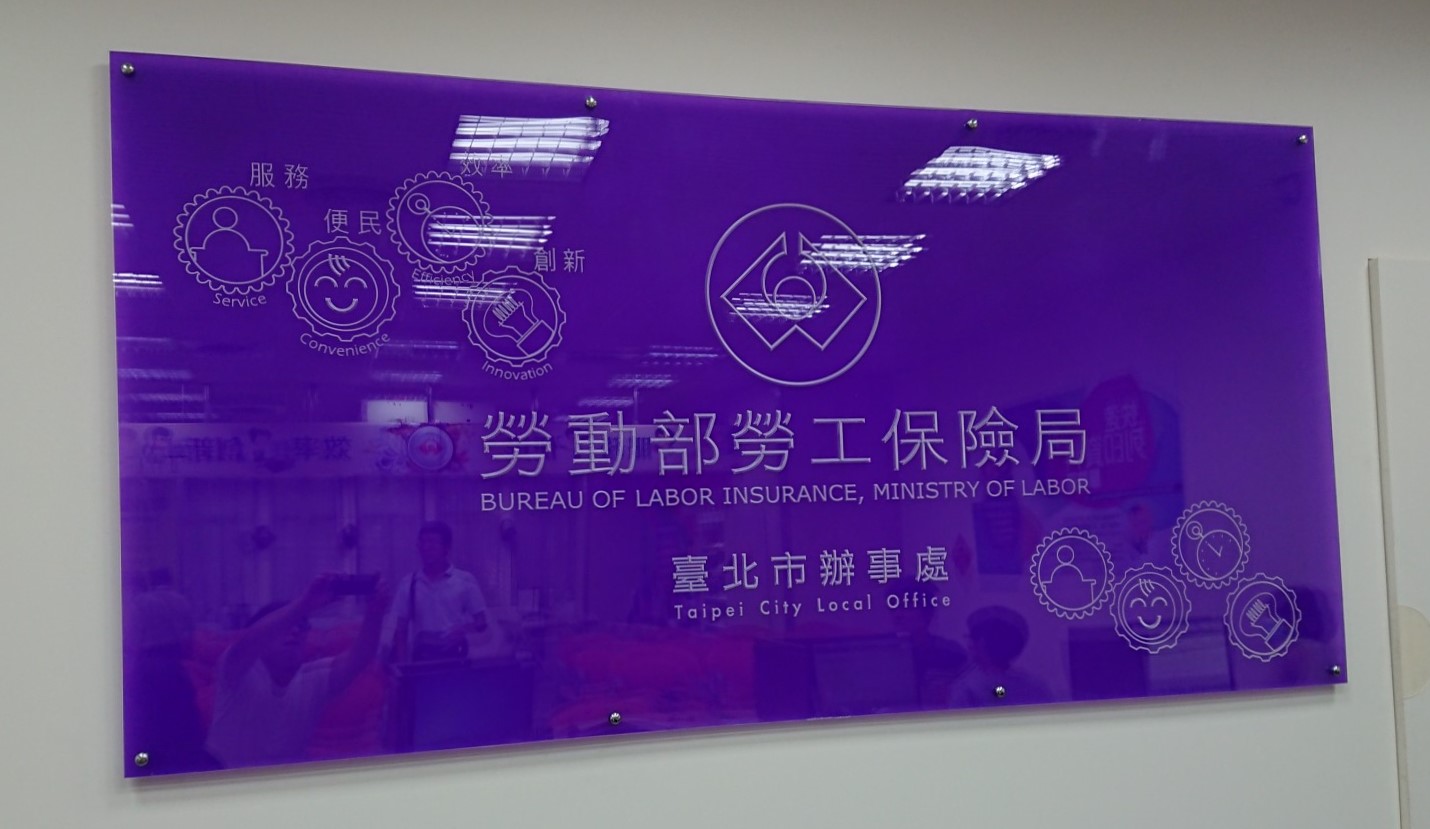 服務
Service
便民
Convenience
效率
Efficiency
創新
Innovation
勞動部勞工保險局
BUREAU OF LABOR INSURANCE, MINISTRY OF LABOR
臺北市辦事處
Taipei City Local Office